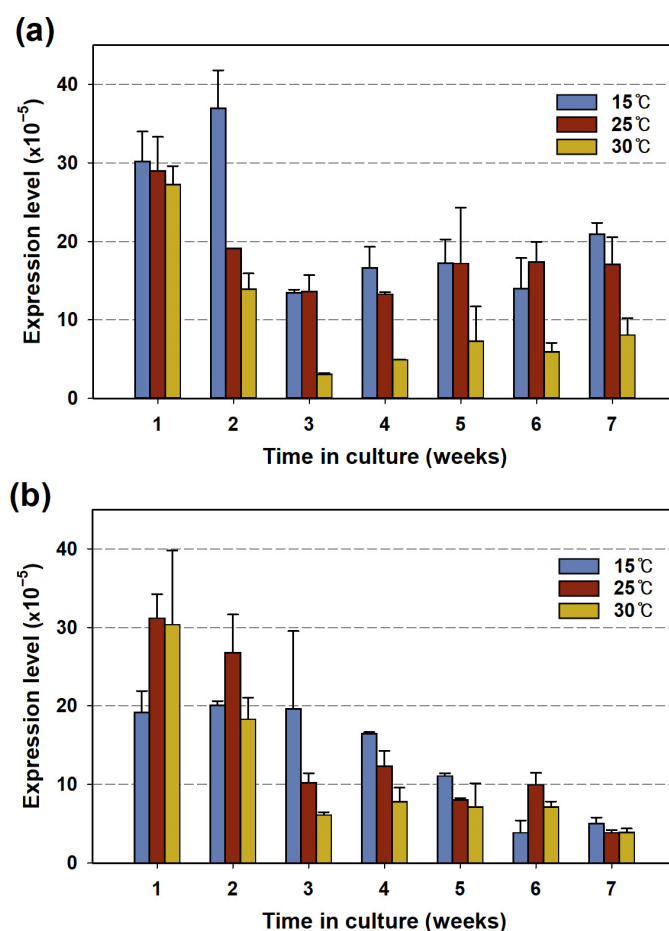 (a)
Expression level (x10⁻⁵)
40
30
20
10
0
15℃
25℃
30℃
1 2 3 4 5 6 7
Time in culture (weeks)
(b)
Expression level (x10⁻⁵)
40
30
20
10
0
15℃
25℃
30℃
1 2 3 4 5 6 7
Time in culture (weeks)